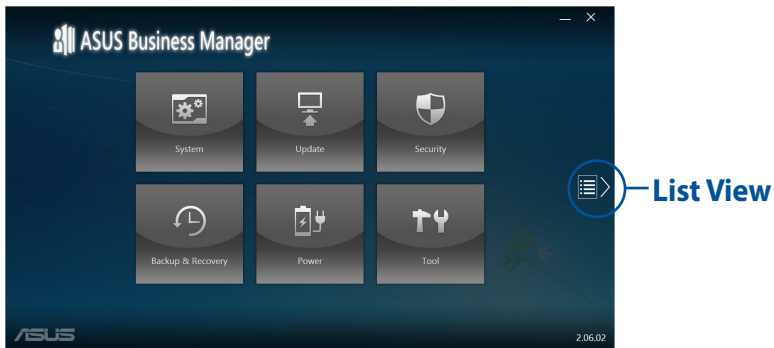 ASUS Business Manager
System
Update
Security
List View
Backup & Recovery
Power
Tool
ASUS
2.06.02